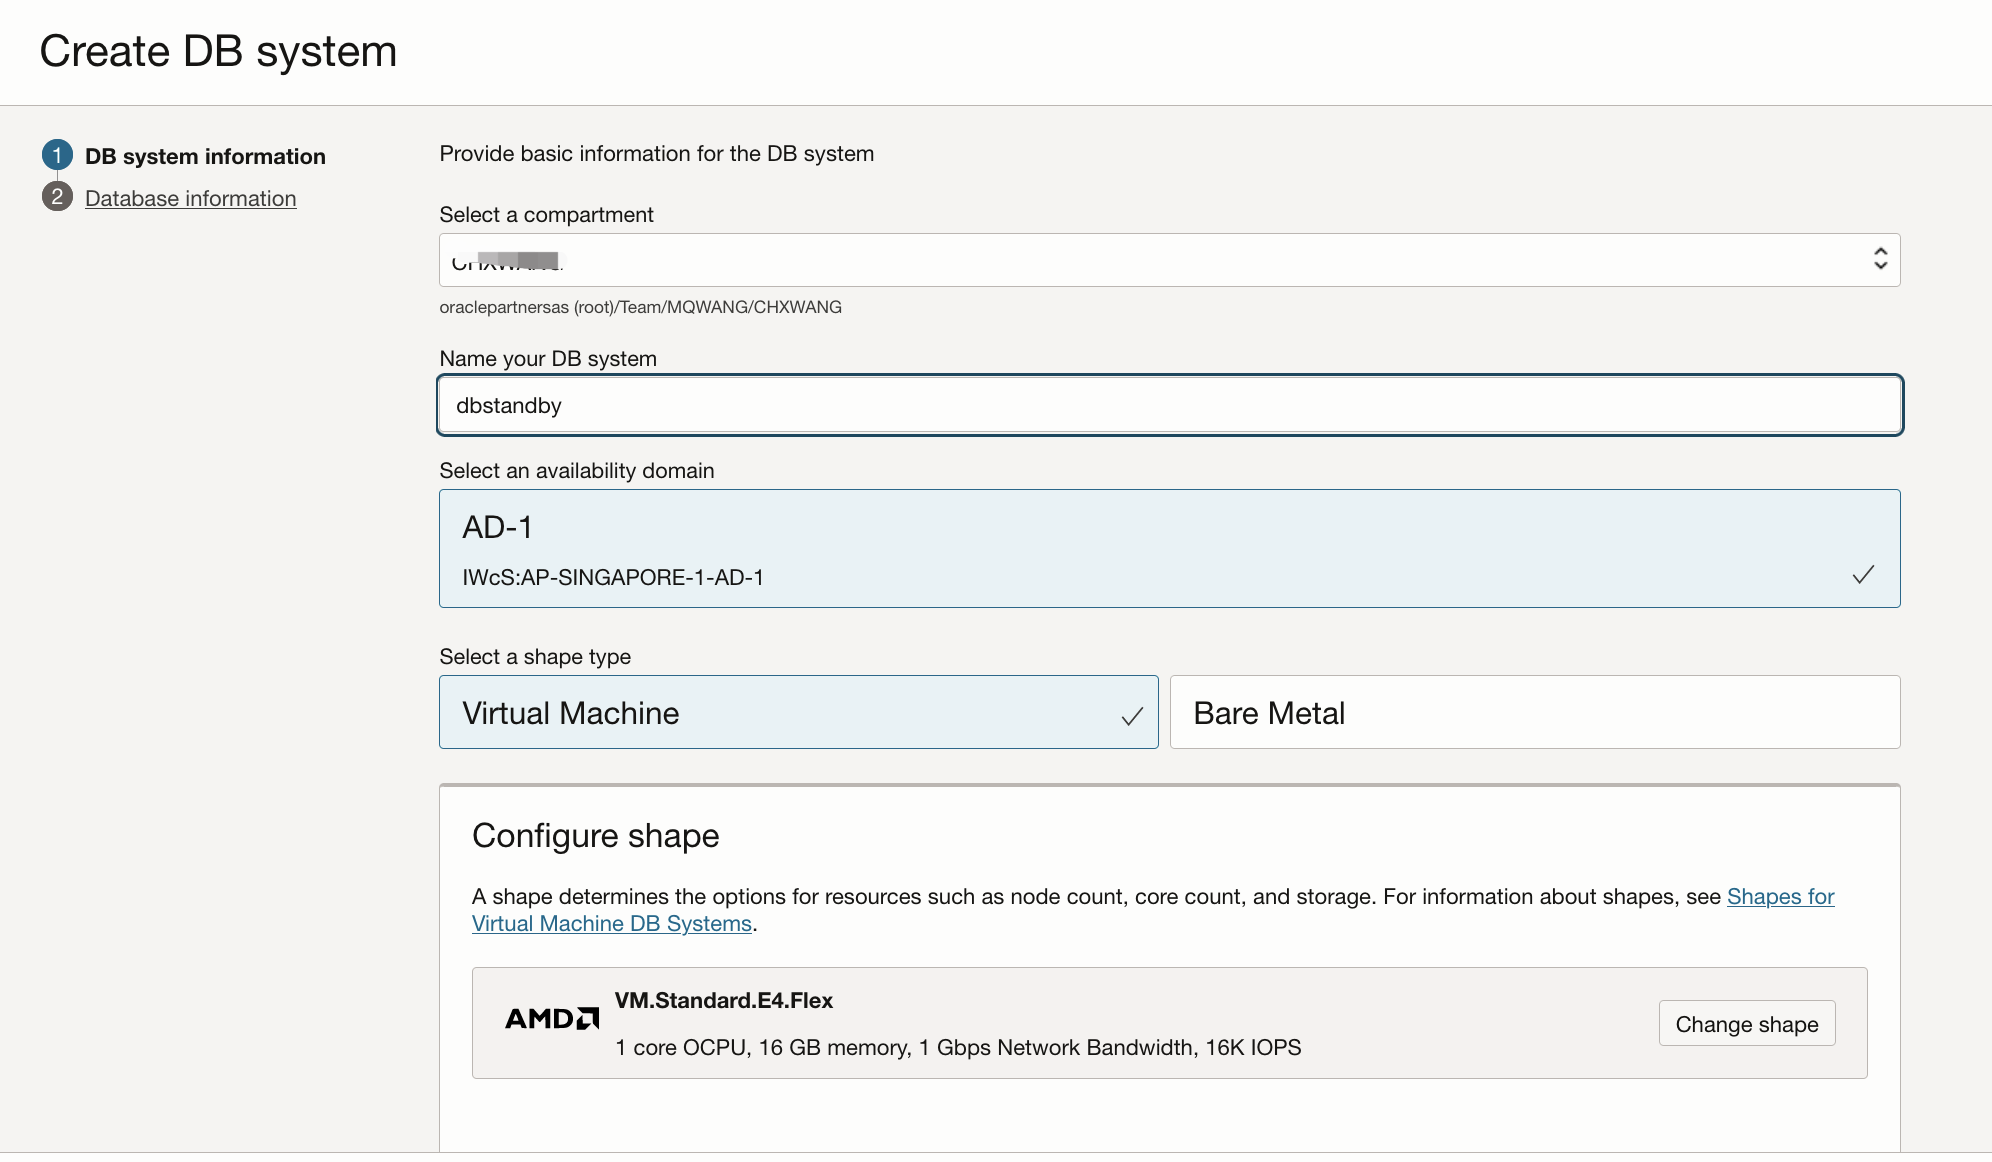 Create DB system
1 DB system information
2 Database information
Provide basic information for the DB system
Select a compartment
oraclepartnersas (root)/Team/MQWANG/CHXWANG
Name your DB system
dbstandby
Select an availability domain
AD-1
IWcS:AP-SINGAPORE-1-AD-1
Select a shape type
Virtual Machine
Bare Metal
Configure shape
A shape determines the options for resources such as node count, core count, and storage. For information about shapes, see Shapes for
Virtual Machine DB Systems.
AMD
VM.Standard.E4.Flex
1 core OCPU, 16 GB memory, 1 Gbps Network Bandwidth, 16K IOPS
Change shape